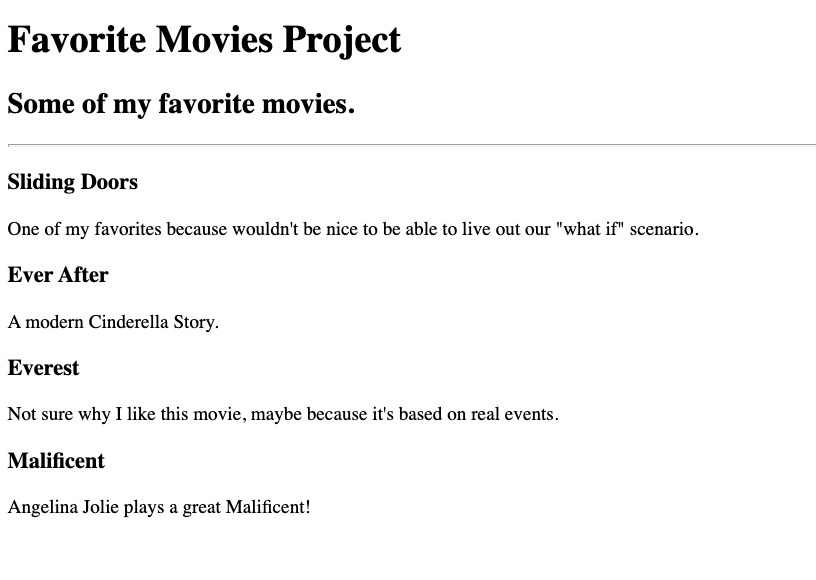 Favorite Movies Project
Some of my favorite movies.
Sliding Doors
One of my favorites because wouldn't be nice to be able to live out our "what if" scenario.
Ever After
A modern Cinderella Story.
Everest
Not sure why I like this movie, maybe because it's based on real events.
Malificent
Angelina Jolie plays a great Malificent!